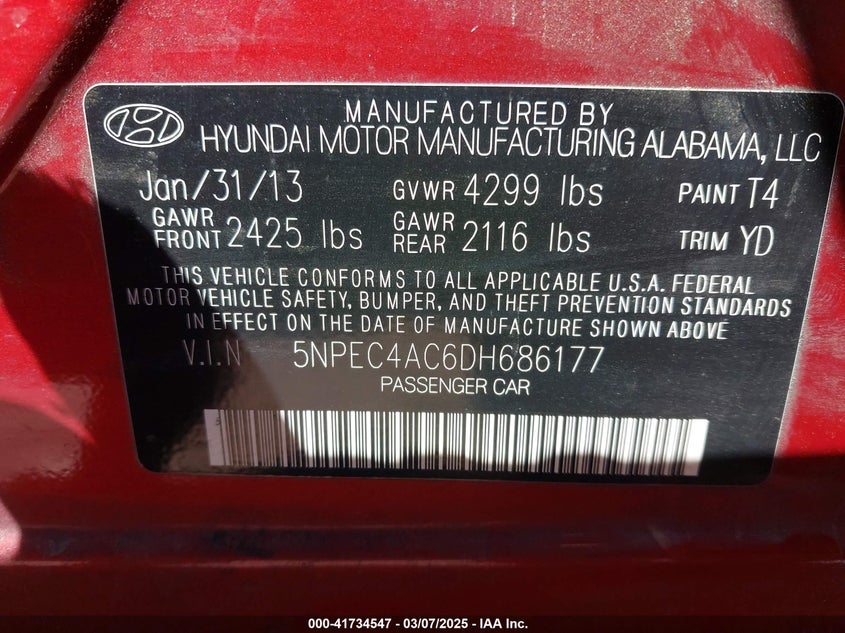 MANUFACTURED BY
HYUNDAI MOTOR MANUFACTURING ALABAMA, LLC
Jan/31/13 GVWR 4299 lbs PAINT T4
GAWR FRONT 2425 lbs GAWR REAR 2116 lbs TRIM YD
THIS VEHICLE CONFORMS TO ALL APPLICABLE U.S.A. FEDERAL
MOTOR VEHICLE SAFETY, BUMPER, AND THEFT PREVENTION STANDARDS
IN EFFECT ON THE DATE OF MANUFACTURE SHOWN ABOVE
V.I.N 5NPEC4AC6DH686177
PASSENGER CAR
000-41734547 - 03/07/2025 - IAA Inc.